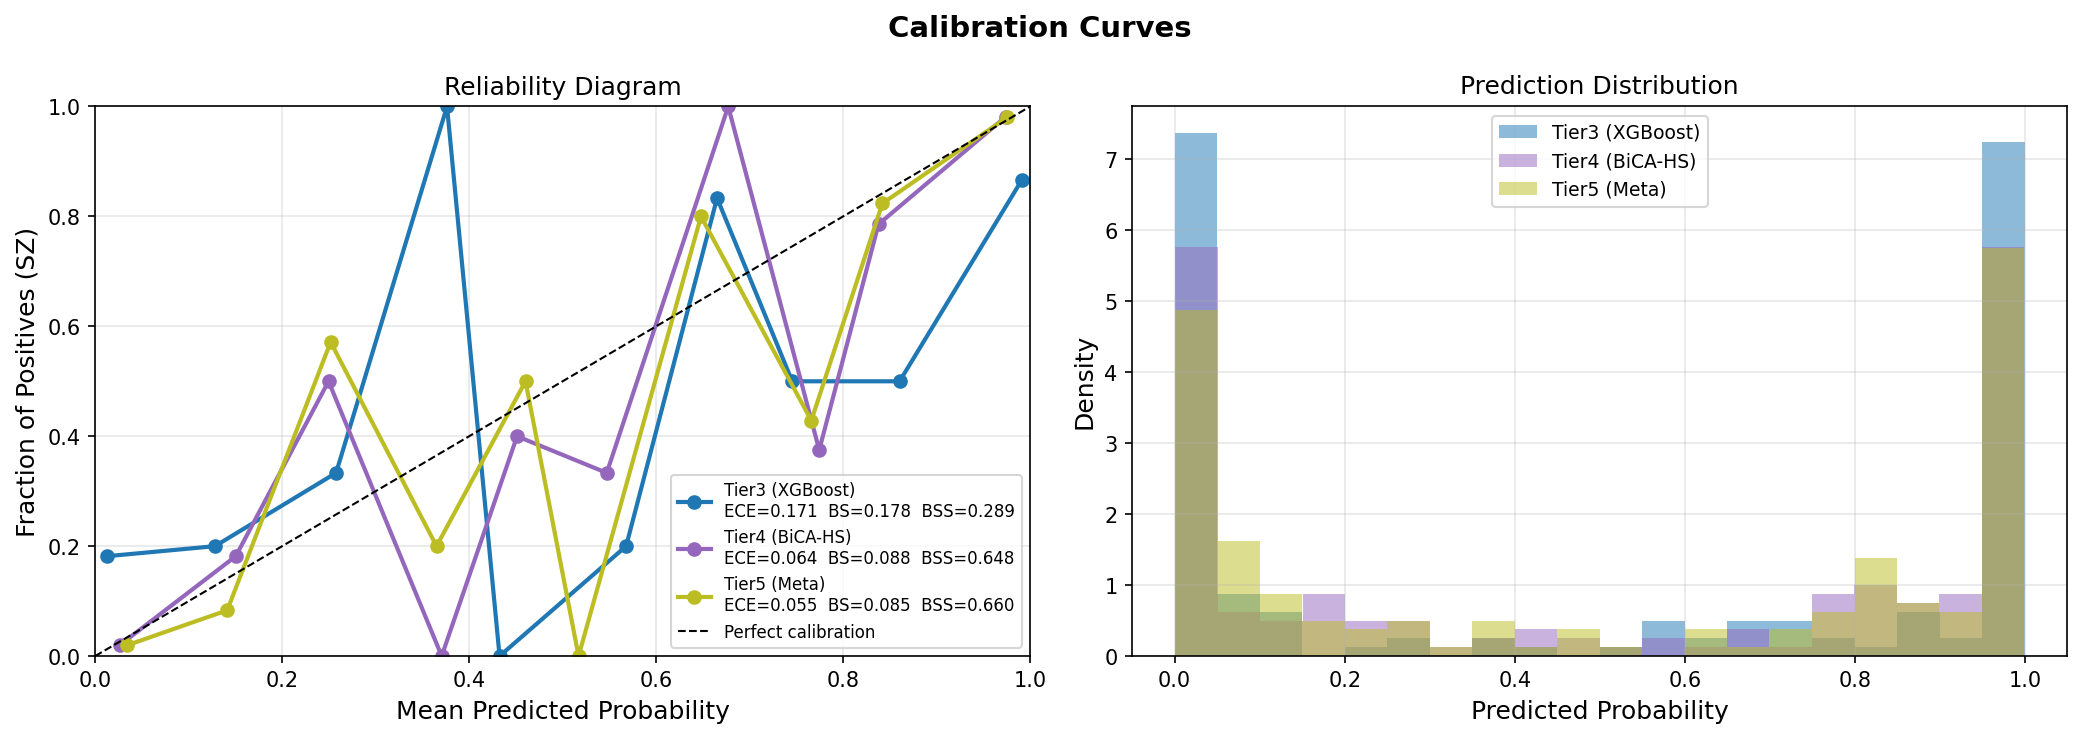 Calibration Curves
Reliability Diagram
Fraction of Positives (SZ)
1.0
0.8
0.6
0.4
0.2
0.0
0.0 0.2 0.4 0.6 0.8 1.0
Mean Predicted Probability
Tier3 (XGBoost)
ECE=0.171 BS=0.178 BSS=0.289
Tier4 (BiCA-HS)
ECE=0.064 BS=0.088 BSS=0.648
Tier5 (Meta)
ECE=0.055 BS=0.085 BSS=0.660
Perfect calibration
Prediction Distribution
Density
7
6
5
4
3
2
1
0
0.0 0.2 0.4 0.6 0.8 1.0
Predicted Probability
Tier3 (XGBoost)
Tier4 (BiCA-HS)
Tier5 (Meta)